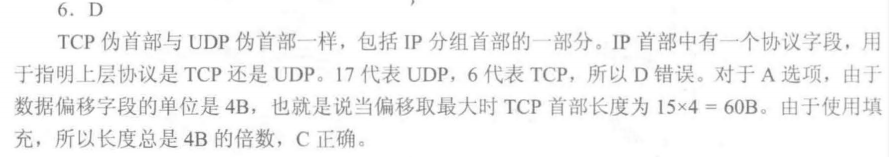 6．D
TCP 伪首部与 UDP 伪首部一样，包括 IP 分组首部的一部分。IP 首部中有一个协议字段，用
于指明上层协议是 TCP 还是 UDP。17 代表 UDP，6 代表 TCP，所以 D 错误。对于 A 选项，由于
数据偏移字段的单位是 4B，也就是说当偏移取最大时 TCP 首部长度为 15×4 = 60B。由于使用填
充，所以长度总是 4B 的倍数，C 正确。